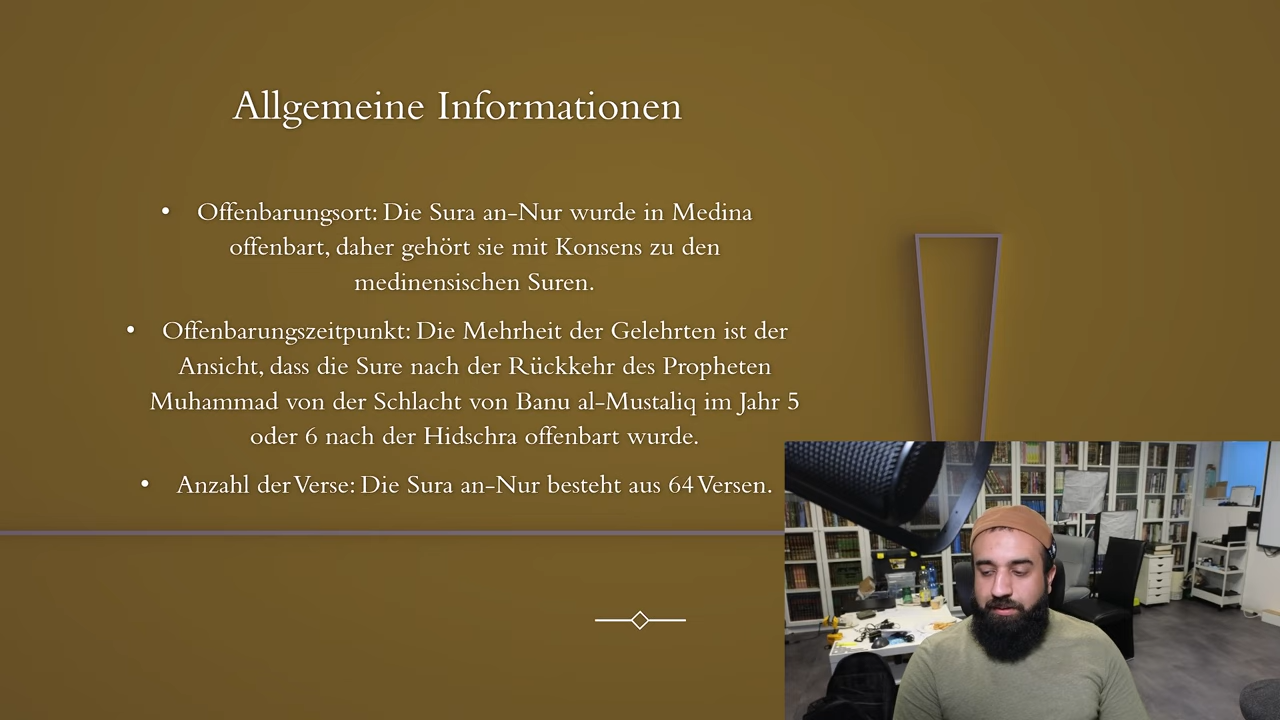 Allgemeine Informationen
• Offenbarungsort: Die Sura an-Nur wurde in Medina
offenbart, daher gehört sie mit Konsens zu den
medinensischen Suren.
• Offenbarungszeitpunkt: Die Mehrheit der Gelehrten ist der
Ansicht, dass die Sure nach der Rückkehr des Propheten
Muhammad von der Schlacht von Banu al-Mustaliq im Jahr 5
oder 6 nach der Hidschra offenbart wurde.
• Anzahl der Verse: Die Sura an-Nur besteht aus 64 Versen.